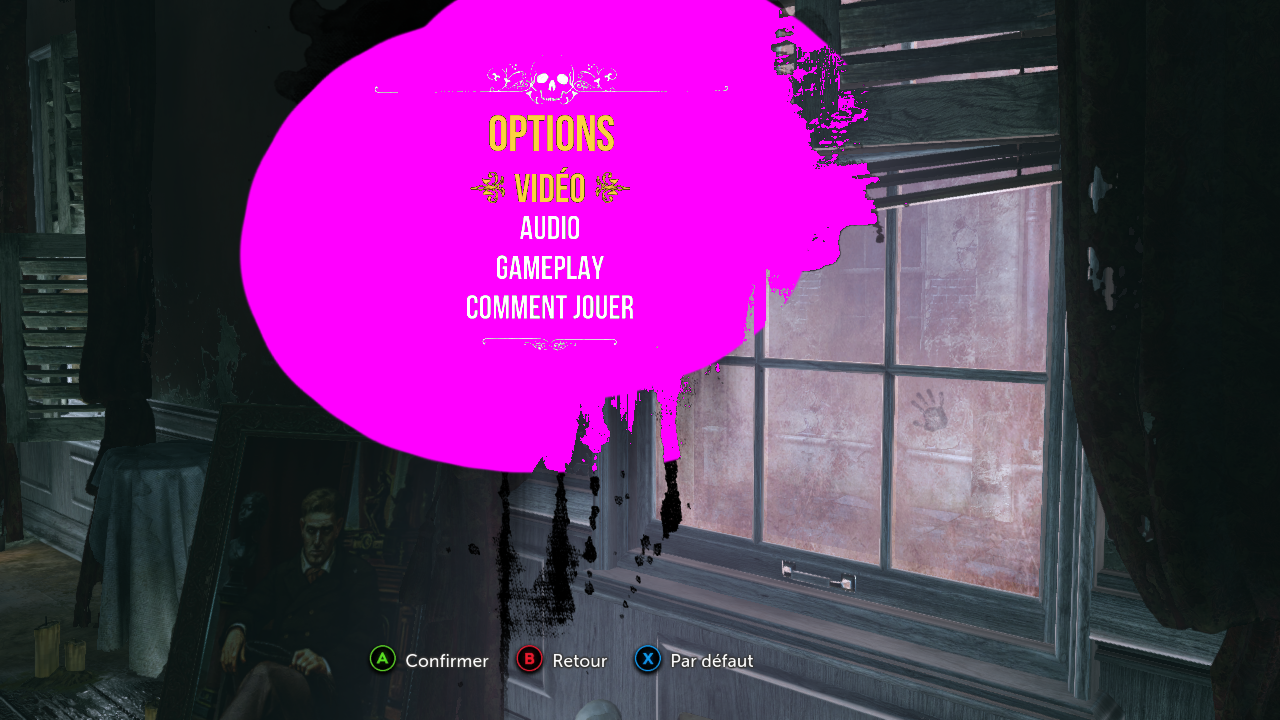 OPTIONS
VIDÉO
AUDIO
GAMEPLAY
COMMENT JOUER
A Confirmer B Retour X Par défaut